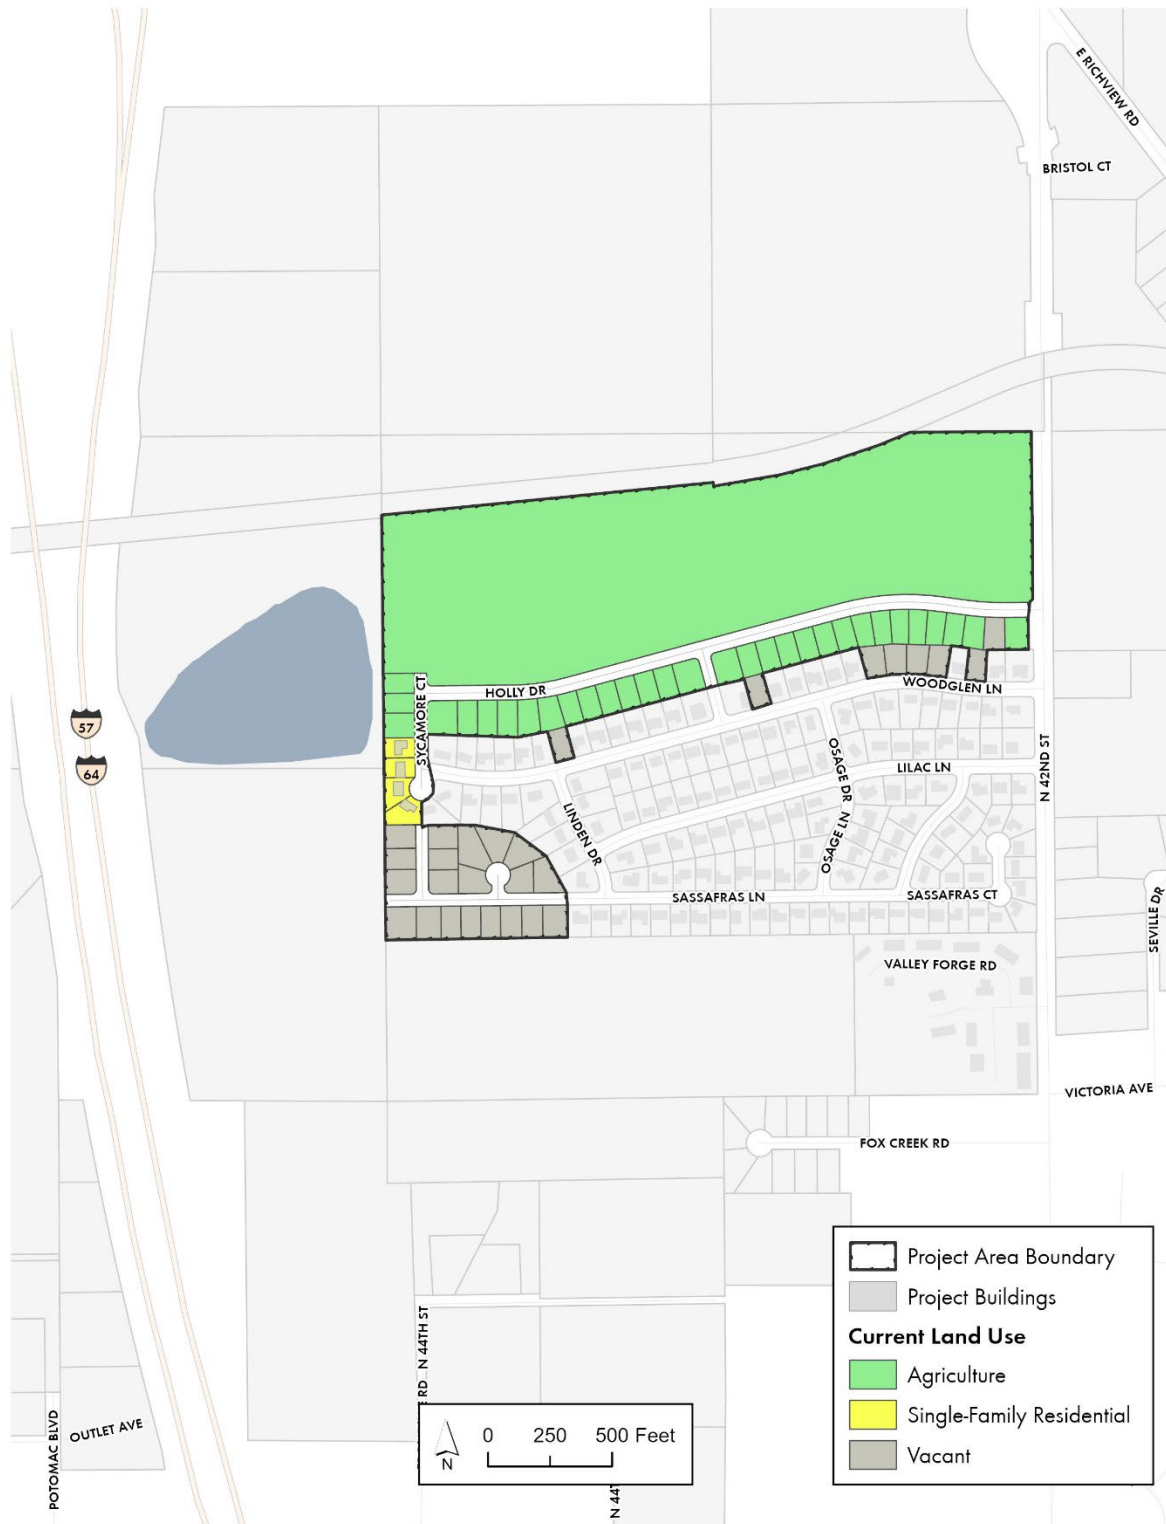 E RICHVIEW RD
BRISTOL CT
HOLLY DR
SYCAMORE CT
WOODGLEN LN
57
64
OSAGE DR
LILAC LN
N 42ND ST
LINDEN DR
OSAGE LN
SASSAFRAS LN
SASSAFRAS CT
SEVILLE DR
VALLEY FORGE RD
VICTORIA AVE
FOX CREEK RD
N 44TH ST
RD
POTOMAC BLVD
OUTLET AVE
N 44T
N
0 250 500 Feet
Project Area Boundary
Project Buildings
Current Land Use
Agriculture
Single-Family Residential
Vacant